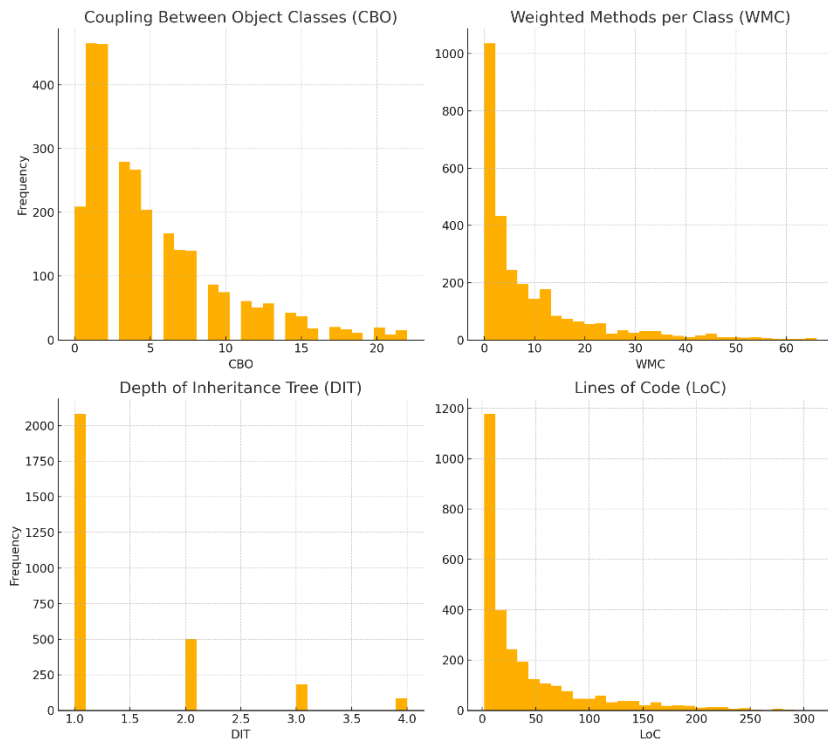 Coupling Between Object Classes (CBO)
Frequency
400
300
200
100
0
0 5 10 15 20
CBO
Weighted Methods per Class (WMC)
1000
800
600
400
200
0
0 10 20 30 40 50 60
WMC
Depth of Inheritance Tree (DIT)
Frequency
2000
1750
1500
1250
1000
750
500
250
0
1.0 1.5 2.0 2.5 3.0 3.5 4.0
DIT
Lines of Code (LoC)
1200
1000
800
600
400
200
0
0 50 100 150 200 250 300
LoC